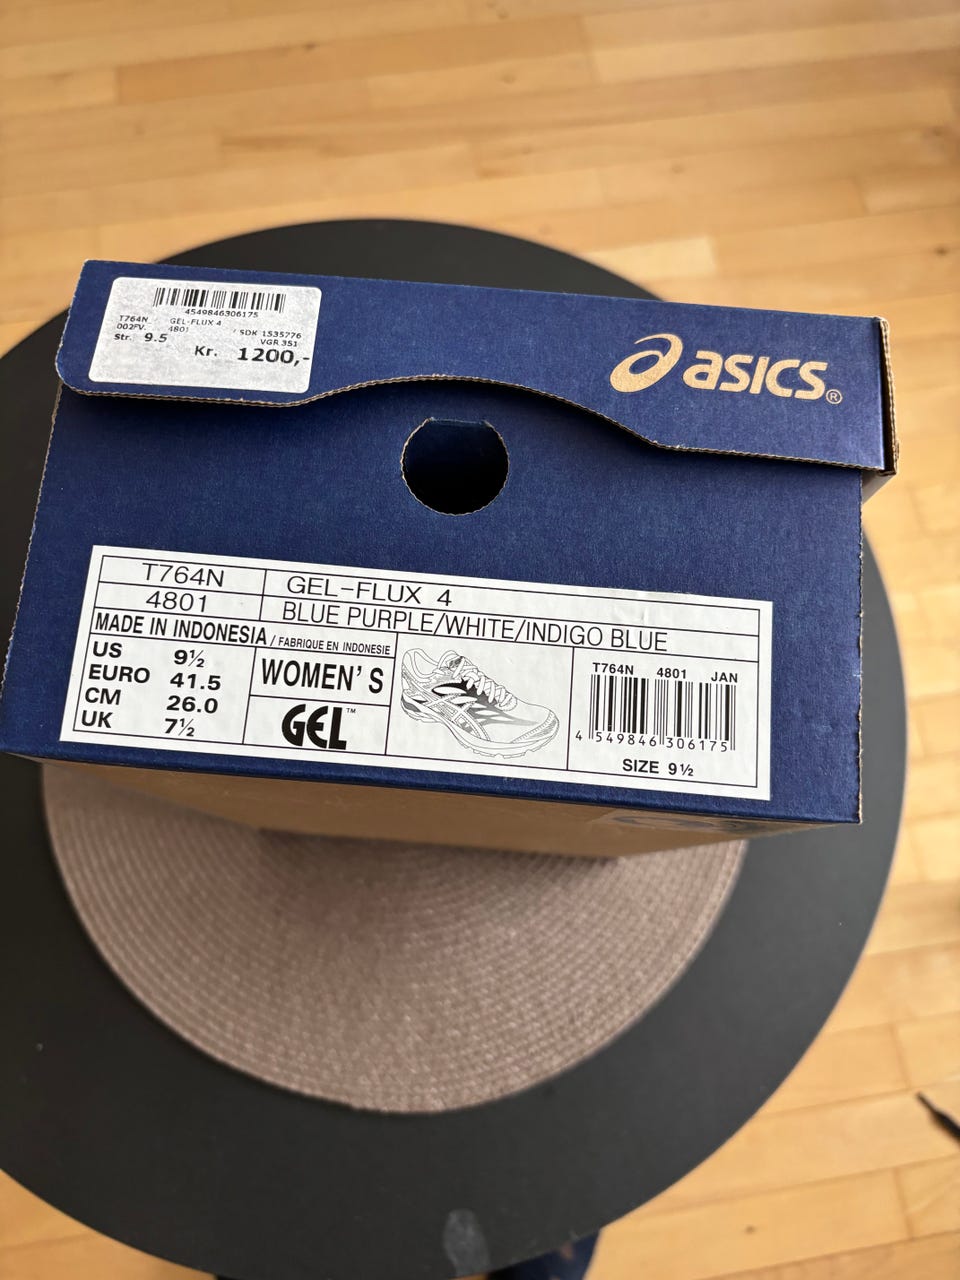 4549846306175
T764N GEL-FLUX 4
002FV. 4801 / SDK 1535776
VGR 351
Str. 9.5 Kr. 1200,-
asics®
T764N GEL-FLUX 4
4801 BLUE PURPLE/WHITE/INDIGO BLUE
MADE IN INDONESIA / FABRIQUE EN INDONESIE
US 9½
EURO 41.5
CM 26.0
UK 7½
WOMEN'S
GEL™
T764N 4801 JAN
4 549846 306175
SIZE 9½